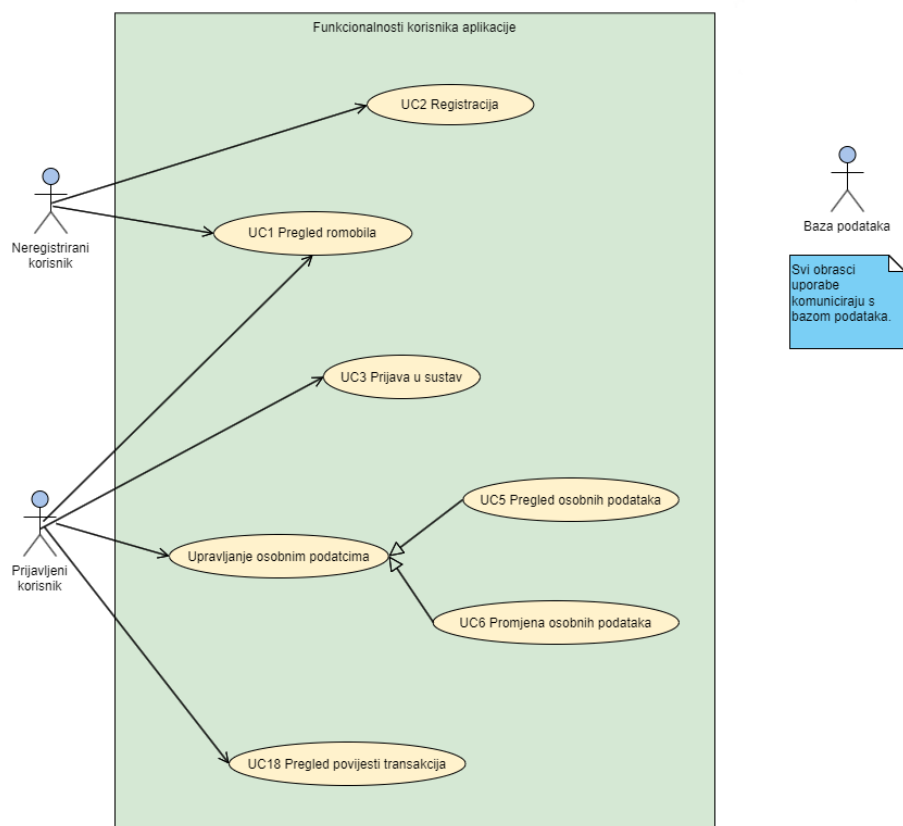 Funkcionalnosti korisnika aplikacije
UC2 Registracija
Neregistrirani
korisnik
UC1 Pregled romobila
Baza podataka
Svi obrasci
uporabe
komuniciraju s
bazom podataka.
UC3 Prijava u sustav
Prijavljeni
korisnik
UC5 Pregled osobnih podataka
Upravljanje osobnim podatcima
UC6 Promjena osobnih podataka
UC18 Pregled povijesti transakcija